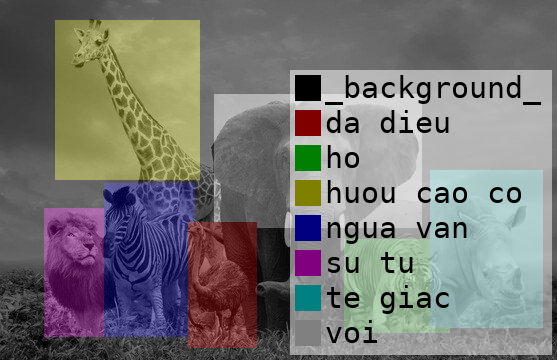 _background_
da dieu
ho
huou cao co
ngua van
su tu
te giac
voi